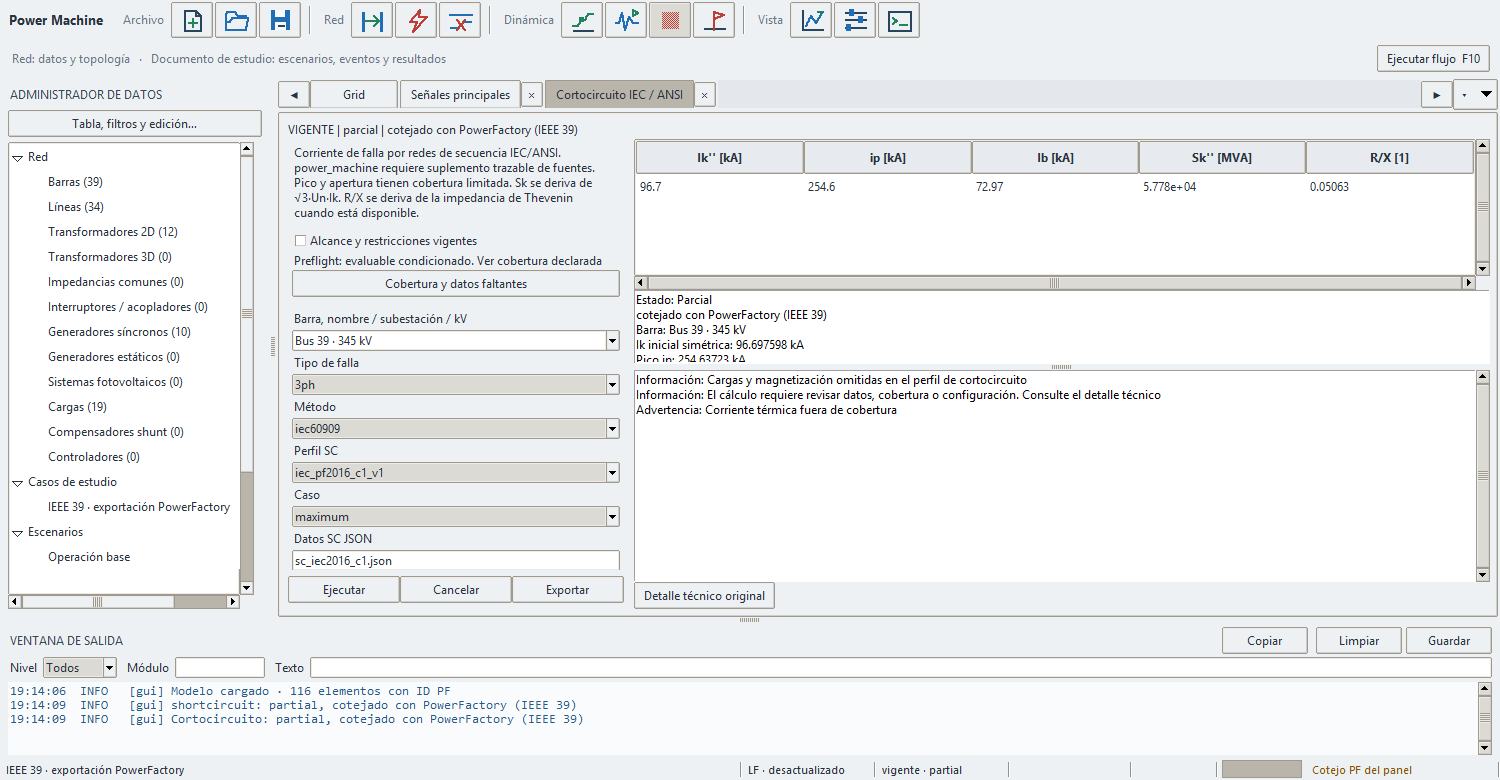 Power Machine Archivo Red Dinámica Vista
Red: datos y topología · Documento de estudio: escenarios, eventos y resultados
Ejecutar flujo F10
ADMINISTRADOR DE DATOS
Tabla, filtros y edición...
Red
Barras (39)
Líneas (34)
Transformadores 2D (12)
Transformadores 3D (0)
Impedancias comunes (0)
Interruptores / acopladores (0)
Generadores síncronos (10)
Generadores estáticos (0)
Sistemas fotovoltaicos (0)
Cargas (19)
Compensadores shunt (0)
Controladores (0)
Casos de estudio
IEEE 39 · exportación PowerFactory
Escenarios
Operación base
Grid Señales principales × Cortocircuito IEC / ANSI ×
VIGENTE | parcial | cotejado con PowerFactory (IEEE 39)
Corriente de falla por redes de secuencia IEC/ANSI.
power_machine requiere suplemento trazable de fuentes.
Pico y apertura tienen cobertura limitada. Sk se deriva de
√3·Un·Ik. R/X se deriva de la impedancia de Thevenin
cuando está disponible.
Alcance y restricciones vigentes
Preflight: evaluable condicionado. Ver cobertura declarada
Cobertura y datos faltantes
Barra, nombre / subestación / kV
Bus 39 · 345 kV
Tipo de falla
3ph
Método
iec60909
Perfil SC
iec_pf2016_c1_v1
Caso
maximum
Datos SC JSON
sc_iec2016_c1.json
Ejecutar Cancelar Exportar
Ik'' [kA] ip [kA] Ib [kA] Sk'' [MVA] R/X [1]
96.7 254.6 72.97 5.778e+04 0.05063
Estado: Parcial
cotejado con PowerFactory (IEEE 39)
Barra: Bus 39 · 345 kV
Ik inicial simétrica: 96.697598 kA
Pico ip: 254.63723 kA
Información: Cargas y magnetización omitidas en el perfil de cortocircuito
Información: El cálculo requiere revisar datos, cobertura o configuración. Consulte el detalle técnico
Advertencia: Corriente térmica fuera de cobertura
Detalle técnico original
VENTANA DE SALIDA
Copiar Limpiar Guardar
Nivel Todos Módulo Texto
19:14:06 INFO [gui] Modelo cargado · 116 elementos con ID PF
19:14:09 INFO [gui] shortcircuit: partial, cotejado con PowerFactory (IEEE 39)
19:14:09 INFO [gui] Cortocircuito: partial, cotejado con PowerFactory (IEEE 39)
IEEE 39 · exportación PowerFactory LF · desactualizado vigente · partial Cotejo PF del panel